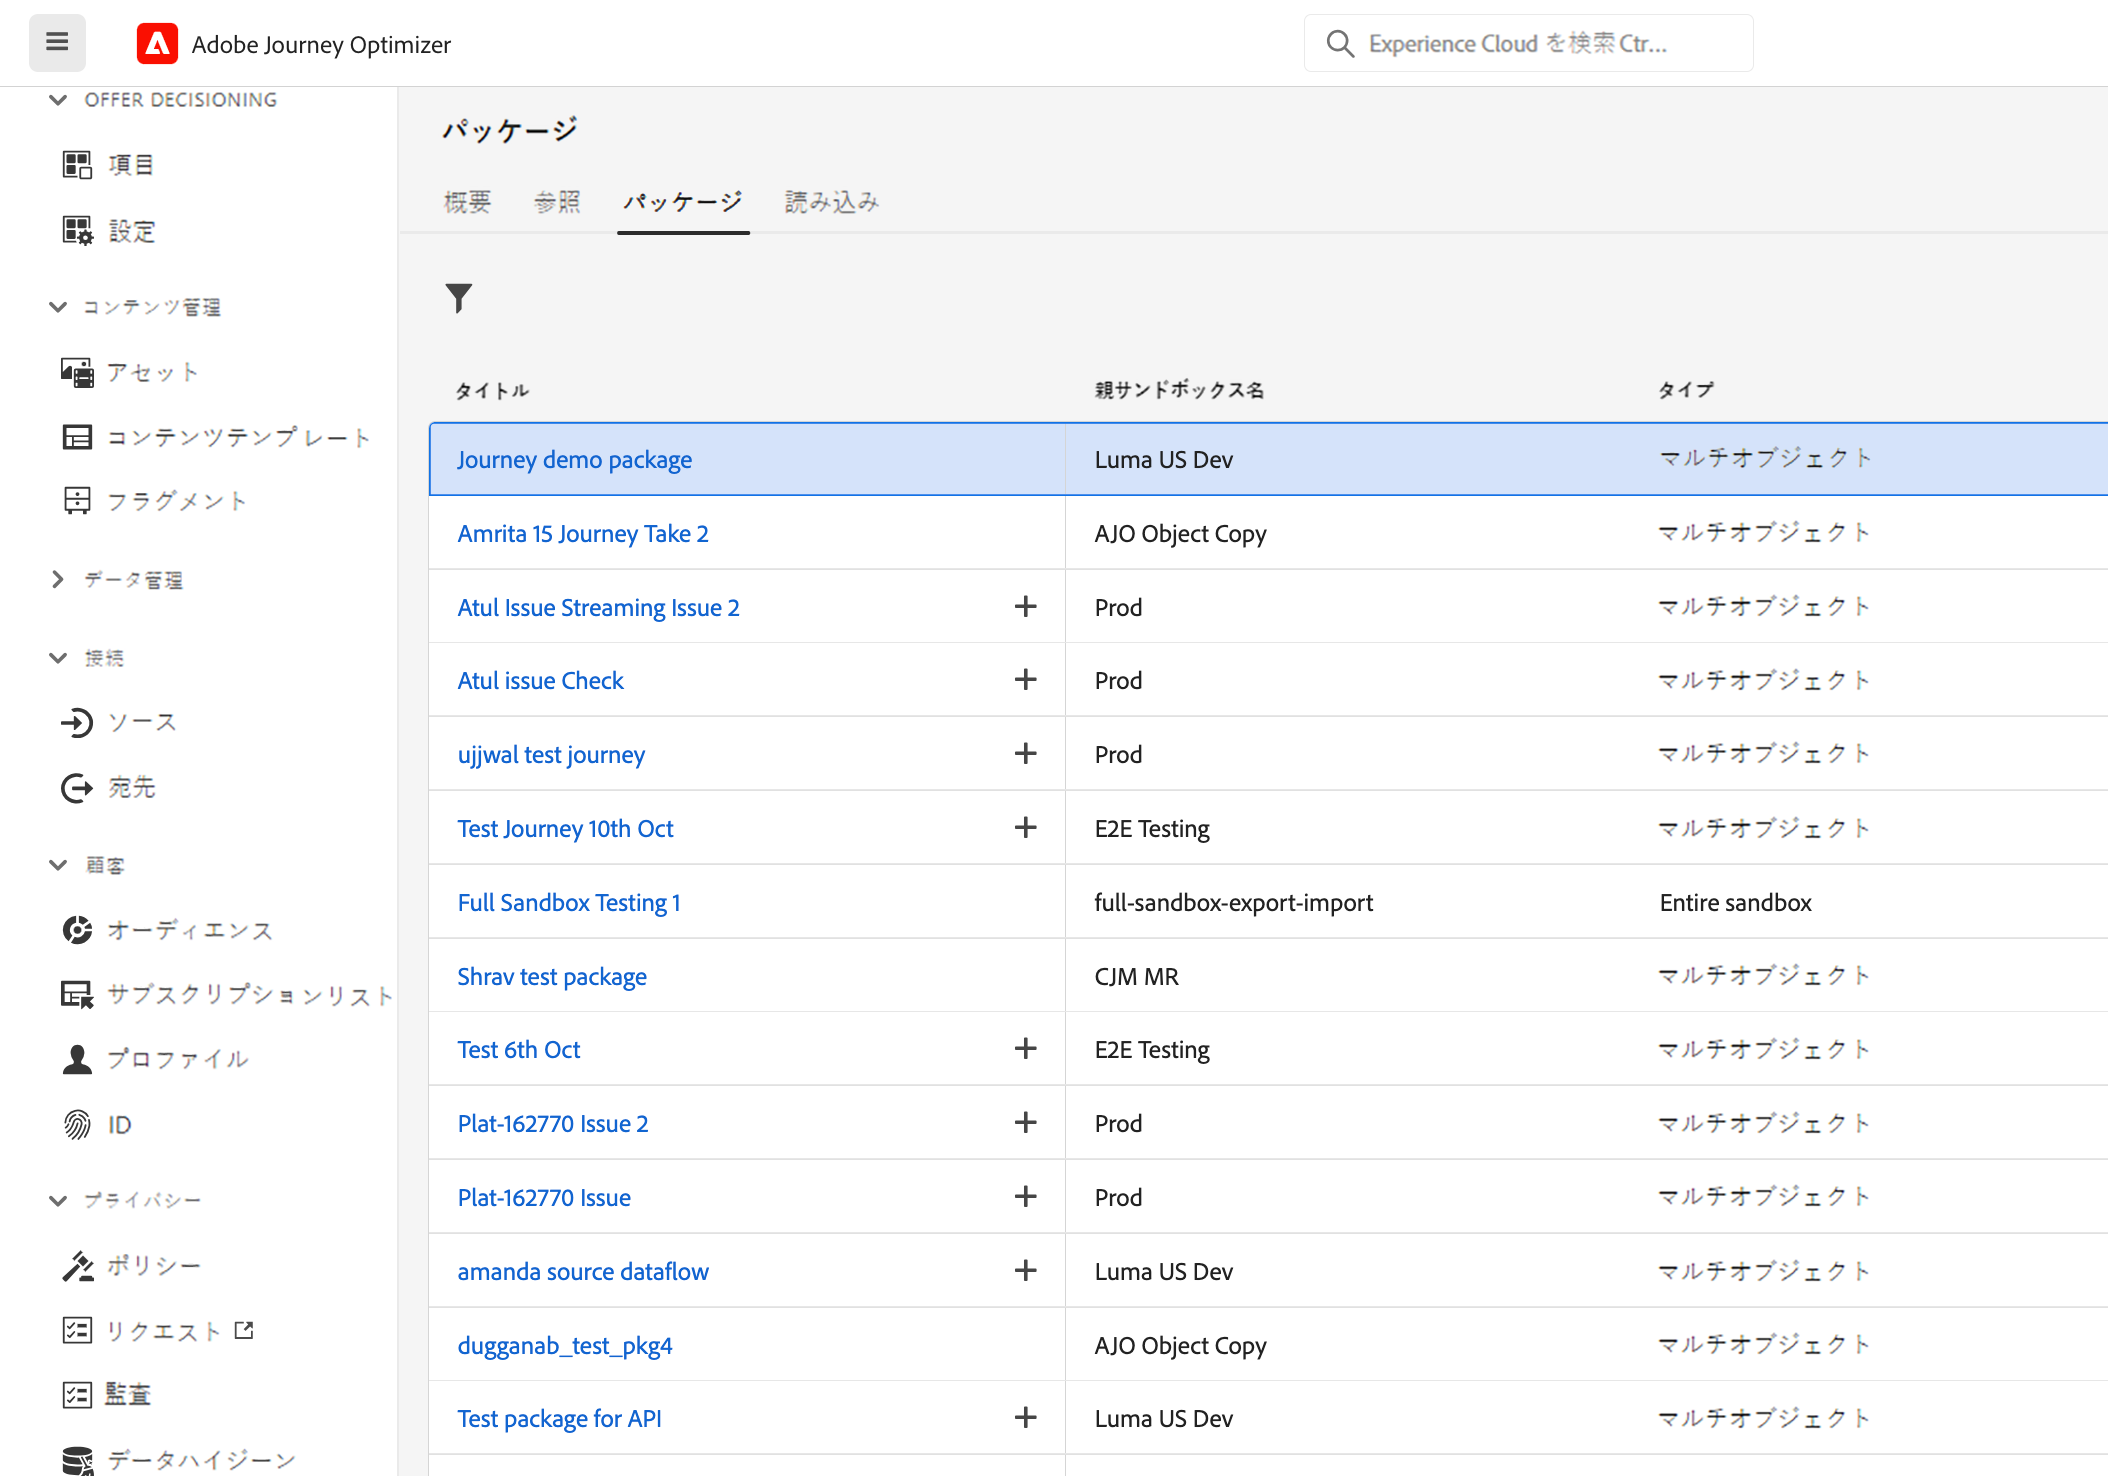 Adobe Journey Optimizer
Experience Cloud を検索 Ctr...
OFFER DECISIONING
項目
設定
コンテンツ管理
アセット
コンテンツテンプレート
フラグメント
データ管理
接続
ソース
宛先
顧客
オーディエンス
サブスクリプションリスト
プロファイル
ID
プライバシー
ポリシー
リクエスト
監査
データハイジーン
パッケージ
概要 参照 パッケージ 読み込み
タイトル 親サンドボックス名 タイプ
Journey demo package Luma US Dev マルチオブジェクト
Amrita 15 Journey Take 2 AJO Object Copy マルチオブジェクト
Atul Issue Streaming Issue 2 Prod マルチオブジェクト
Atul issue Check Prod マルチオブジェクト
ujjwal test journey Prod マルチオブジェクト
Test Journey 10th Oct E2E Testing マルチオブジェクト
Full Sandbox Testing 1 full-sandbox-export-import Entire sandbox
Shrav test package CJM MR マルチオブジェクト
Test 6th Oct E2E Testing マルチオブジェクト
Plat-162770 Issue 2 Prod マルチオブジェクト
Plat-162770 Issue Prod マルチオブジェクト
amanda source dataflow Luma US Dev マルチオブジェクト
dugganab_test_pkg4 AJO Object Copy マルチオブジェクト
Test package for API Luma US Dev マルチオブジェクト